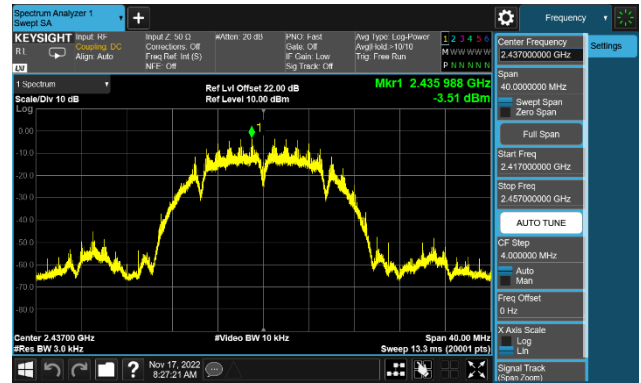 Spectrum Analyzer 1
Swept SA
Frequency
KEYSIGHT
Input: RF
Input Z: 50 Ω
#Atten: 20 dB
PNO: Fast
Avg Type: Log-Power
1 2 3 4 5 6
RL
Coupling: DC
Corrections: Off
Gate: Off
Avg|Hold:>10/10
M W W W W W
Align: Auto
Freq Ref: Int (S)
IF Gain: Low
Trig: Free Run
NFE: Off
Sig Track: Off
P N N N N N
LXI
1 Spectrum
Ref Lvl Offset 22.00 dB
Mkr1 2.435 988 GHz
Scale/Div 10 dB
Ref Level 10.00 dBm
-3.51 dBm
Log
1
0.00
-10.0
-20.0
-30.0
-40.0
-50.0
-60.0
-70.0
-80.0
Center 2.43700 GHz
#Video BW 10 kHz
Span 40.00 MHz
#Res BW 3.0 kHz
Sweep 13.3 ms (20001 pts)
Nov 17, 2022
8:27:21 AM
Center Frequency
2.437000000 GHz
Settings
Span
40.0000000 MHz
Swept Span
Zero Span
Full Span
Start Freq
2.417000000 GHz
Stop Freq
2.457000000 GHz
AUTO TUNE
CF Step
4.000000 MHz
Auto
Man
Freq Offset
0 Hz
X Axis Scale
Log
Lin
Signal Track
(Span Zoom)